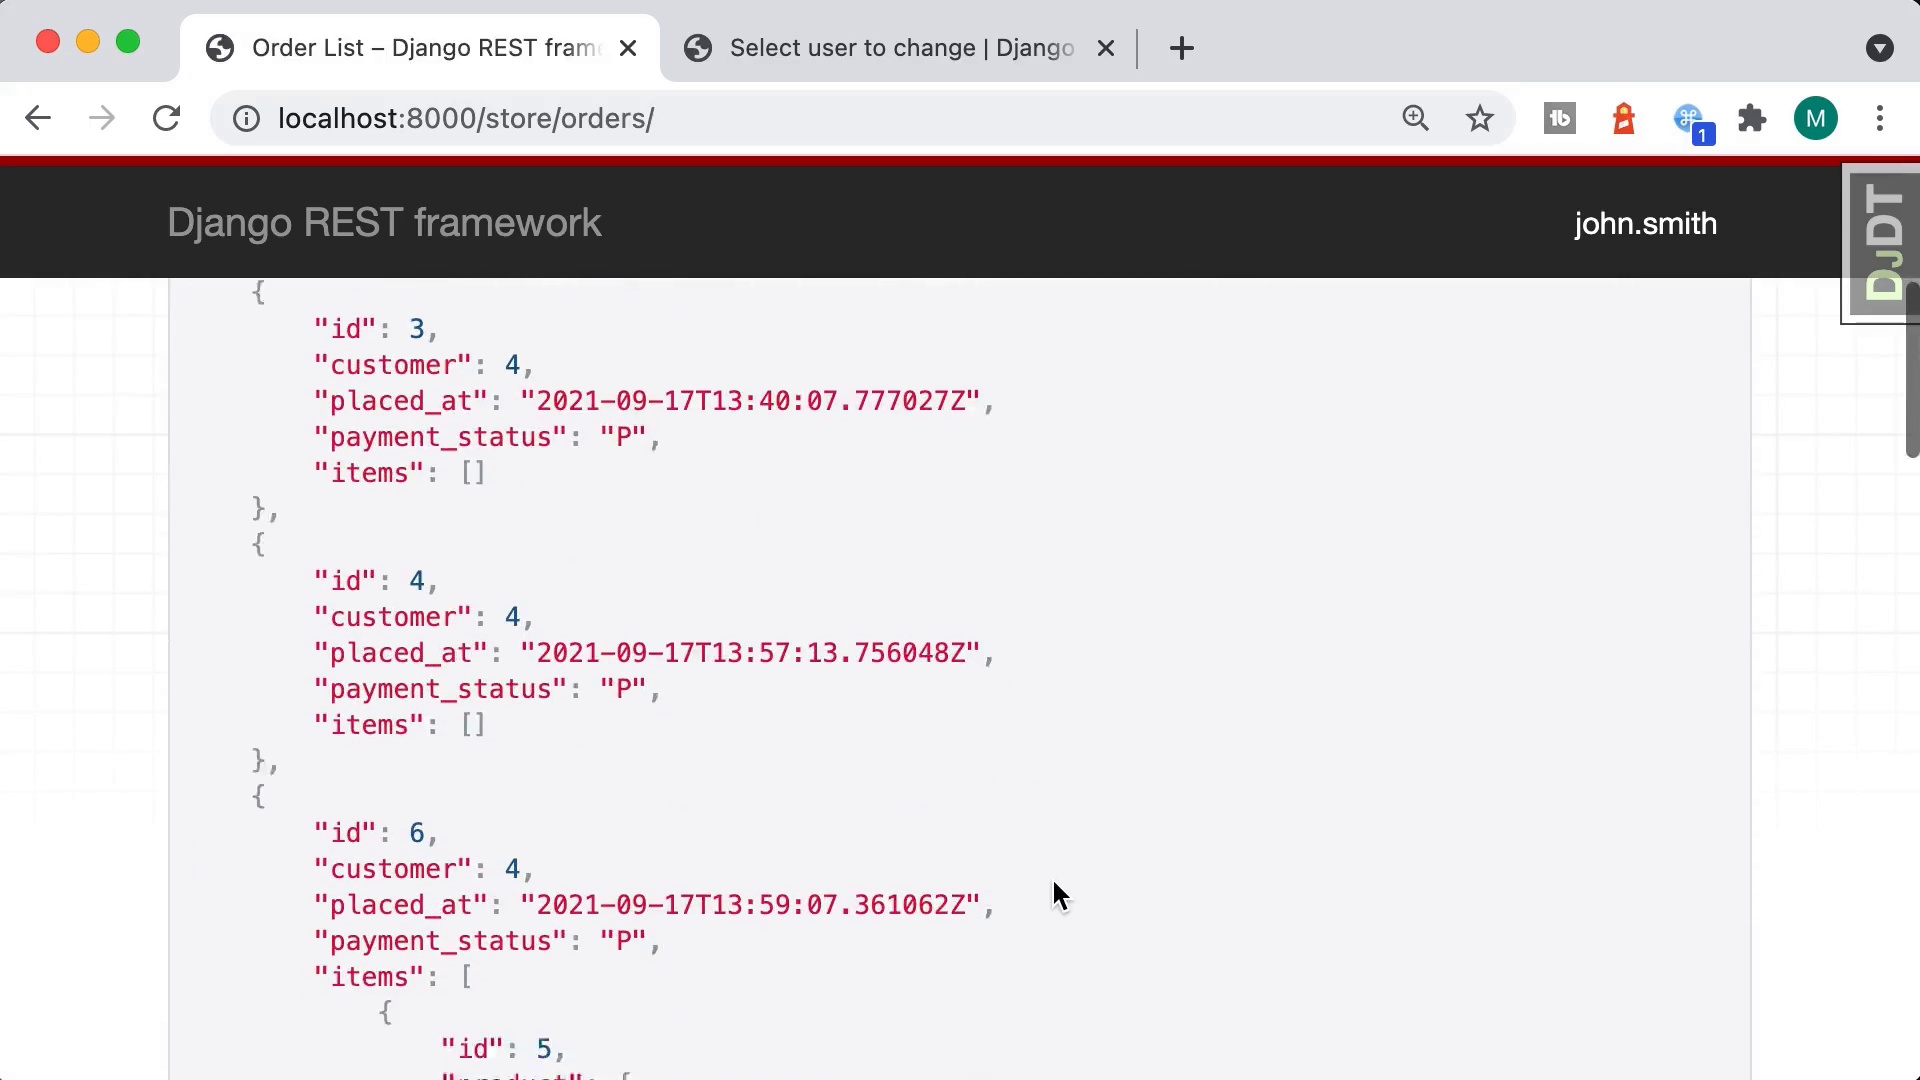 Order List – Django REST frame
Select user to change | Django
localhost:8000/store/orders/
1
M
Django REST framework
john.smith
DJDT
{
"id": 3,
"customer": 4,
"placed_at": "2021-09-17T13:40:07.777027Z",
"payment_status": "P",
"items": []
},
{
"id": 4,
"customer": 4,
"placed_at": "2021-09-17T13:57:13.756048Z",
"payment_status": "P",
"items": []
},
{
"id": 6,
"customer": 4,
"placed_at": "2021-09-17T13:59:07.361062Z",
"payment_status": "P",
"items": [
{
"id": 5,